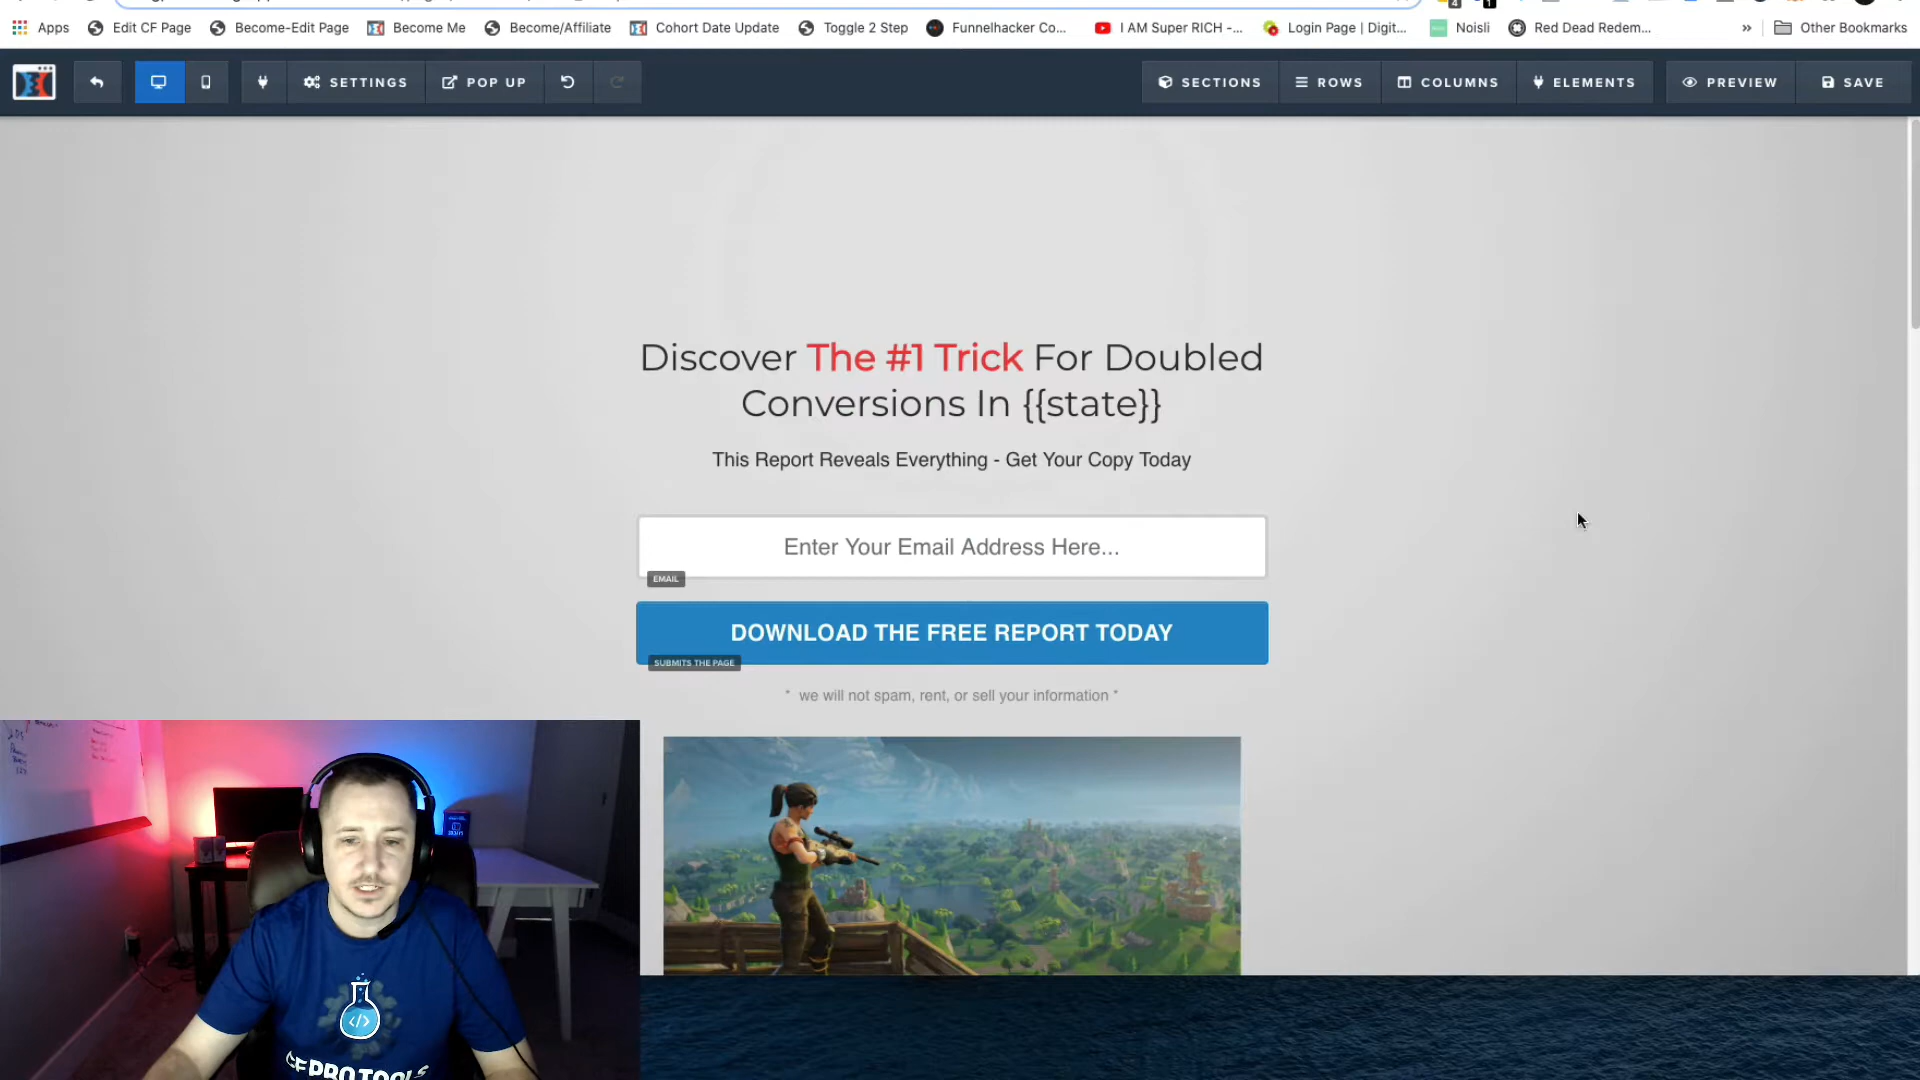 Apps
Edit CF Page
Become-Edit Page
Become Me
Become/Affiliate
Cohort Date Update
Toggle 2 Step
Funnelhacker Co...
I AM Super RICH -...
Login Page | Digit...
Noisli
Red Dead Redem...
»
Other Bookmarks
SETTINGS
POP UP
SECTIONS
ROWS
COLUMNS
ELEMENTS
PREVIEW
SAVE
Discover The #1 Trick For Doubled
Conversions In {{state}}
This Report Reveals Everything - Get Your Copy Today
Enter Your Email Address Here...
EMAIL
DOWNLOAD THE FREE REPORT TODAY
SUBMITS THE PAGE
* we will not spam, rent, or sell your information *
</>
CF PRO TOOLS